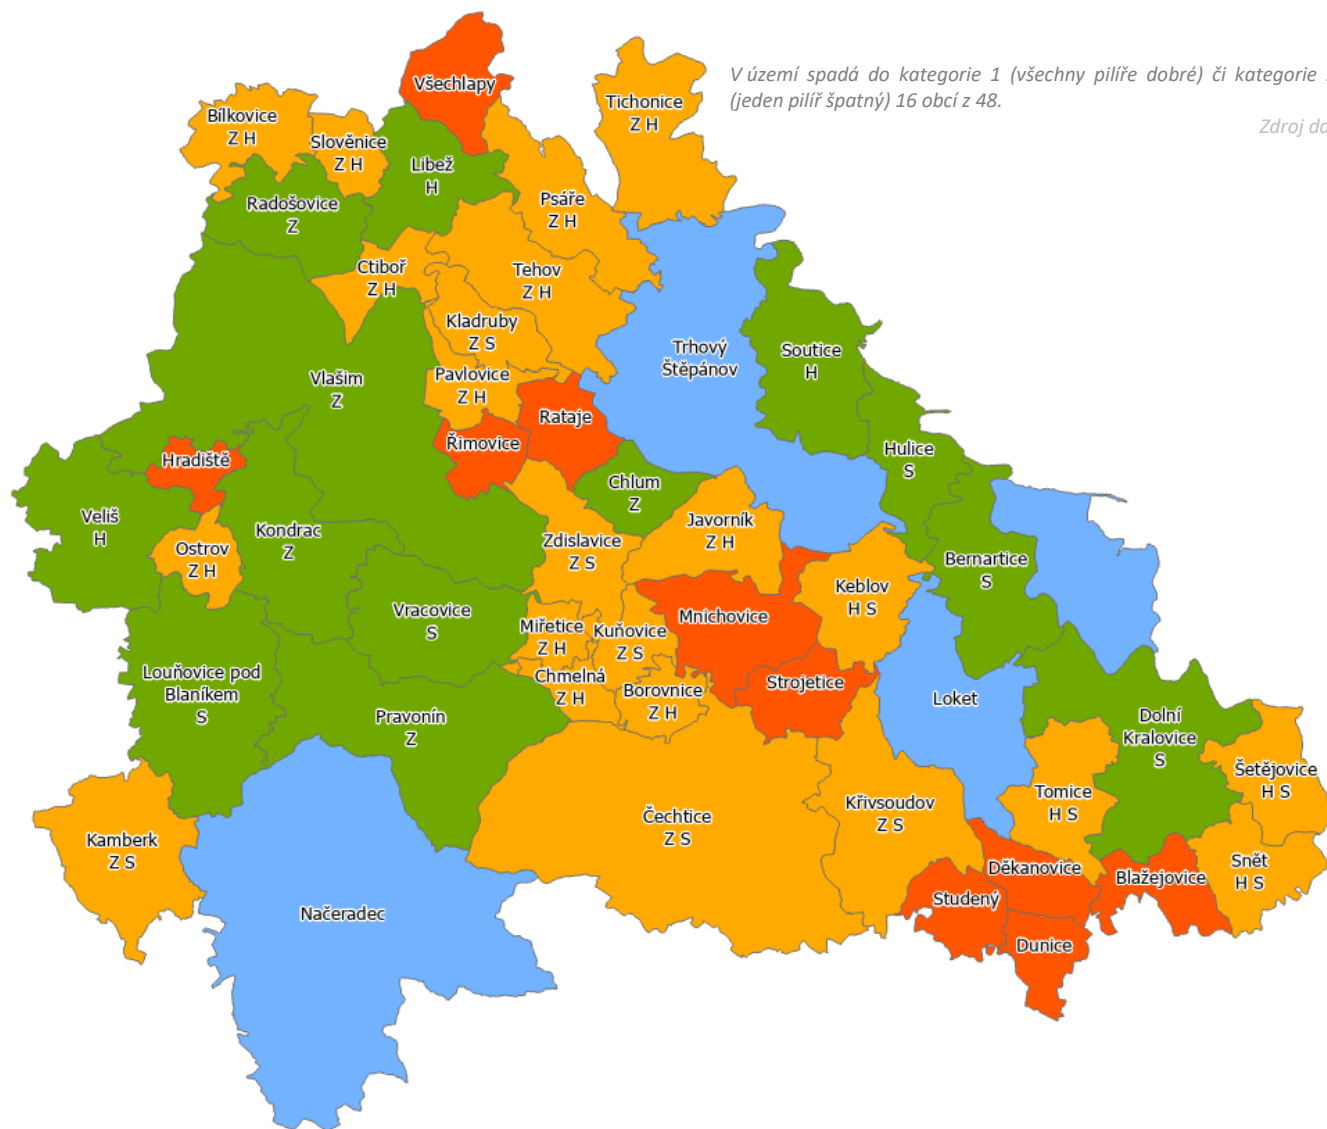 Všechlapy
V území spadá do kategorie 1 (všechny pilíře dobré) či kategorie
(jeden pilíř špatný) 16 obcí z 48.
Zdroj
Tichonice
Z H
Bílkovice
Z H
Slověnice
Z H
Libež
H
Radošovice
Z
Psáře
Z H
Ctiboř
Z H
Tehov
Z H
Kladruby
Z S
Trhový
Štěpánov
Soutice
H
Vlašim
Z
Pavlovice
Z H
Rataje
Řimovice
Hradiště
Hulice
S
Chlum
Z
Veliš
H
Kondrac
Z
Javorník
Z H
Ostrov
Z H
Zdislavice
Z S
Bernartice
S
Keblov
H S
Vracovice
S
Mnichovice
Miřetice
Z H
Kuňovice
Z S
Louňovice pod
Blaníkem
S
Chmelná
Z H
Strojetice
Borovnice
Z H
Loket
Pravonín
Z
Dolní
Kralovice
S
Šetějovice
H S
Tomice
H S
Křivsoudov
Z S
Čechtice
Z S
Kamberk
Z S
Děkanovice
Snět
H S
Blažejovice
Studený
Načeradec
Dunice